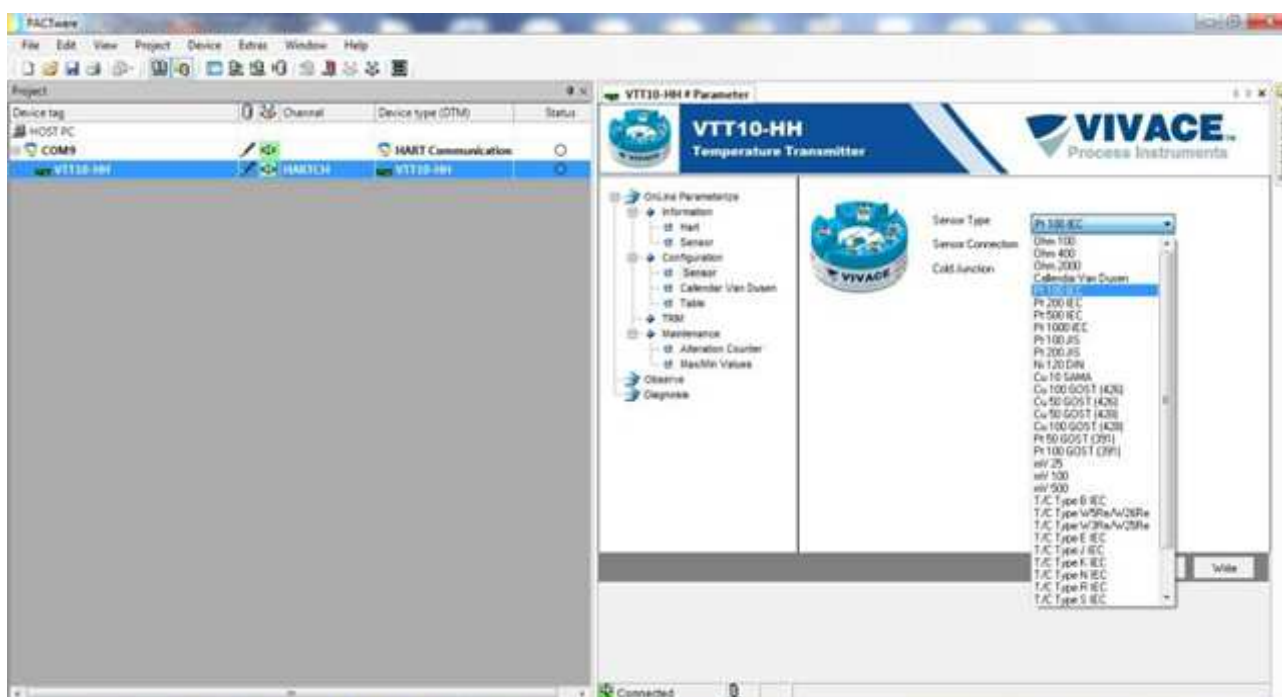 PACTware
File Edit View Project Device Extras Window Help
Project
Device tag Channel Device type (DTM) Status
HOST PC
COM9 HART Communication
VTT10-HH HARTCH VTT10-HH
VTT10-HH # Parameter
VTT10-HH
Temperature Transmitter
VIVACE
Process Instruments
OnLine Parameterize
Information
Hart
Sensor
Configuration
Sensor
Callendar Van Dusen
Table
TRM
Maintenance
Alteration Counter
Max/Min Values
Observe
Diagnosis
VIVACE
Sensor Type
Sensor Connection
Cold Junction
Pt 100 IEC
Ohm 100
Ohm 400
Ohm 2000
Callendar Van Dusen
Pt 100 IEC
Pt 200 IEC
Pt 500 IEC
Pt 1000 IEC
Pt 100 JIS
Pt 200 JIS
Ni 120 DIN
Cu 10 SAMA
Cu 100 GOST (426)
Cu 50 GOST (426)
Cu 50 GOST (428)
Cu 100 GOST (428)
Pt 50 GOST (391)
Pt 100 GOST (391)
mV 25
mV 100
mV 500
T/C Type B IEC
T/C Type W5Re/W26Re
T/C Type W3Re/W25Re
T/C Type E IEC
T/C Type J IEC
T/C Type K IEC
T/C Type N IEC
T/C Type R IEC
T/C Type S IEC
Write
Connected